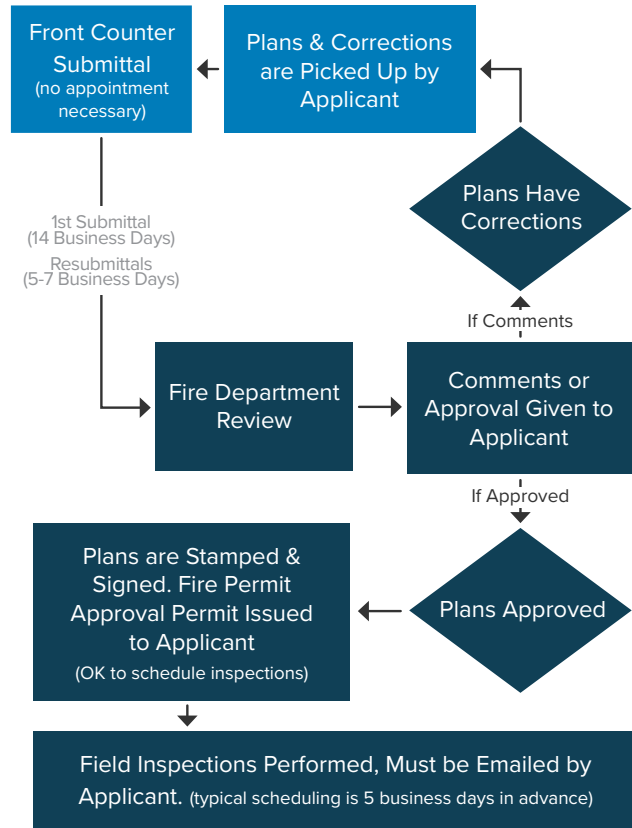 Front Counter
Submittal
(no appointment
necessary)
Plans & Corrections
are Picked Up by
Applicant
Plans Have
Corrections
1st Submittal
(14 Business Days)
Resubmittals
(5-7 Business Days)
If Comments
Fire Department
Review
Comments or
Approval Given to
Applicant
If Approved
Plans Approved
Plans are Stamped &
Signed. Fire Permit
Approval Permit Issued
to Applicant
(OK to schedule inspections)
Field Inspections Performed, Must be Emailed by
Applicant. (typical scheduling is 5 business days in advance)